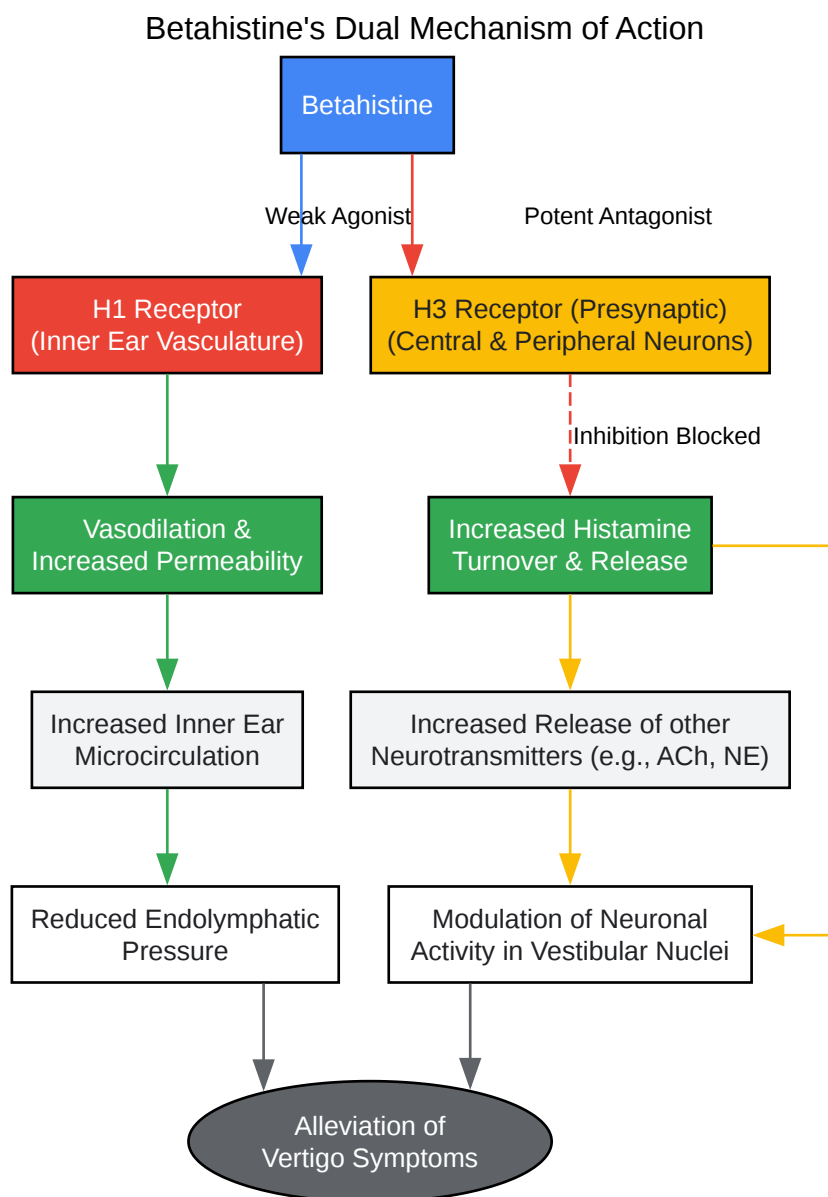 Betahistine's Dual Mechanism of Action
Betahistine
Weak Agonist
Potent Antagonist
H1 Receptor
(Inner Ear Vasculature)
H3 Receptor (Presynaptic)
(Central & Peripheral Neurons)
Inhibition Blocked
Vasodilation &
Increased Permeability
Increased Histamine
Turnover & Release
Increased Inner Ear
Microcirculation
Increased Release of other
Neurotransmitters (e.g., ACh, NE)
Reduced Endolymphatic
Pressure
Modulation of Neuronal
Activity in Vestibular Nuclei
Alleviation of
Vertigo Symptoms